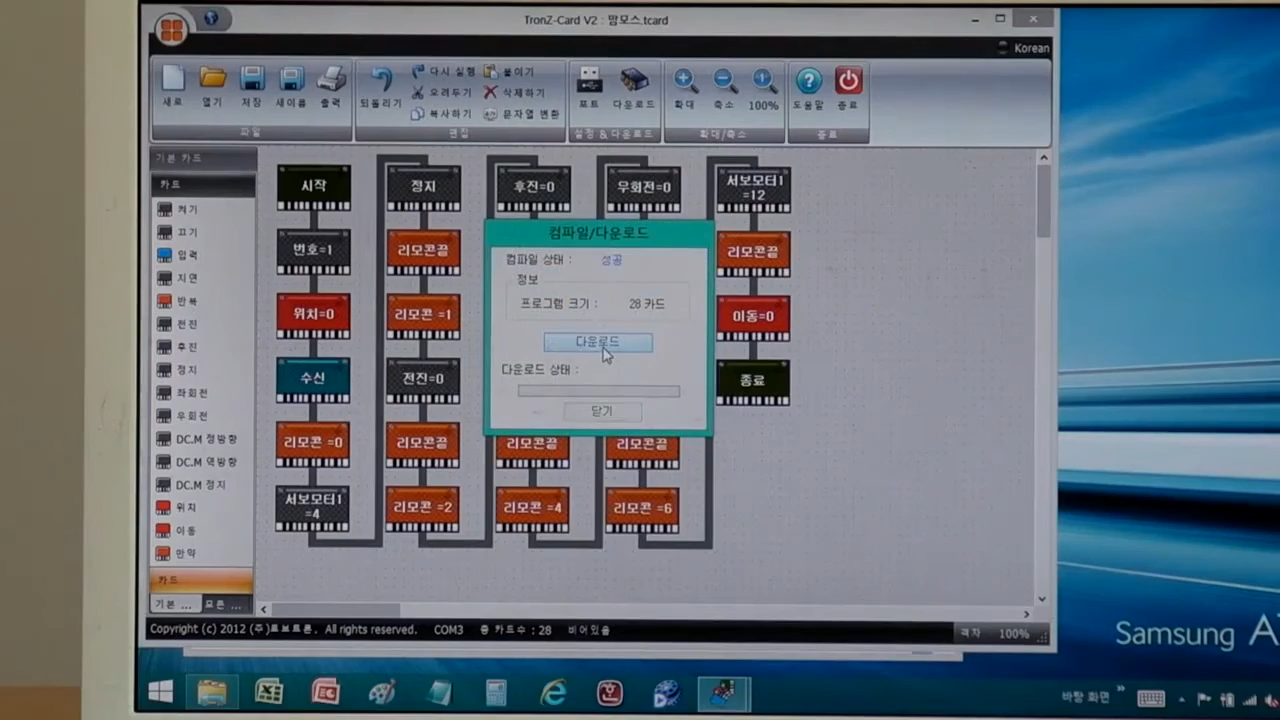 TronZ-Card V2 : 맘모스.tcard
Korean
새로 열기 저장 새이름 출력
파일
되돌리기 다시 실행 오려두기 복사하기 붙이기 삭제하기 문자열 변환
편집
포트 다운로드
설정 & 다운로드
확대 축소 100%
확대/축소
도움말 종료
종료
기본 카드
카드
켜기
끄기
입력
지연
반복
전진
후진
정지
좌회전
우회전
DC.M 정방향
DC.M 역방향
DC.M 정지
위치
이동
만약
카드
기본 ... 모든 ...
시작
번호=1
위치=0
수신
리모콘 =0
서보모터1
=4
정지
리모콘끝
리모콘 =1
전진=0
리모콘끝
리모콘 =2
후진=0
리모콘끝
리모콘 =4
우회전=0
리모콘끝
리모콘 =6
서보모터1
=12
리모콘끝
이동=0
종료
컴파일/다운로드
컴파일 상태 : 성공
정보
프로그램 크기 : 28 카드
다운로드
다운로드 상태 :
닫기
Copyright (c) 2012 (주)로보트론. All rights reserved. COM3 총 카드수 : 28 비어있음
격자 100%
Samsung A
바탕 화면